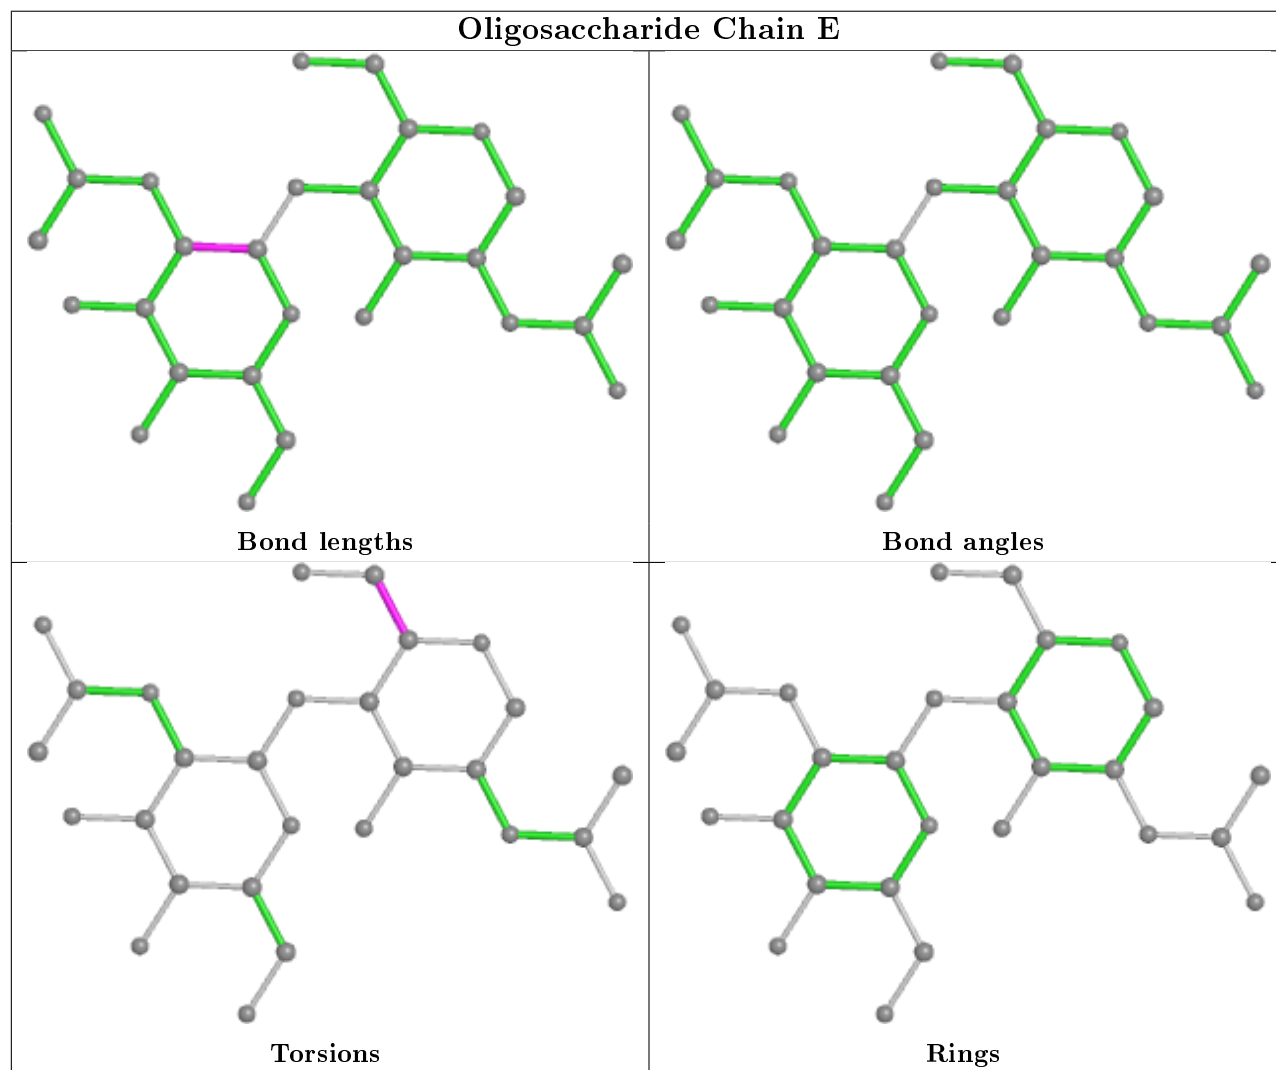 Oligosaccharide Chain E
Bond lengths
Bond angles
Torsions
Rings